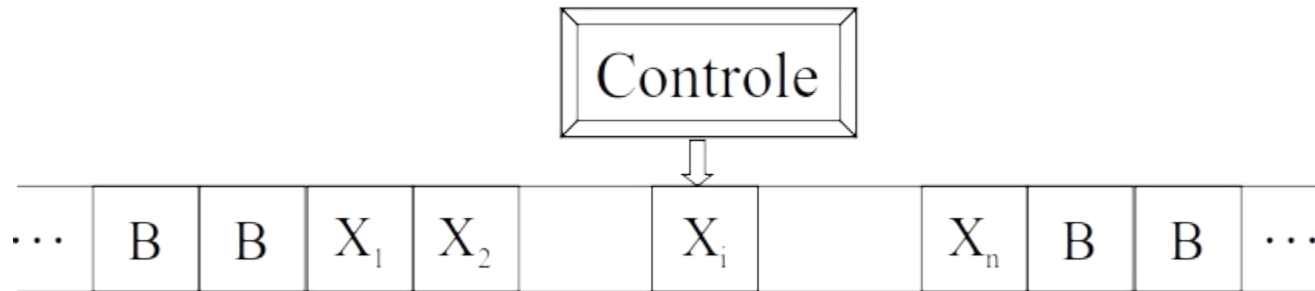 Controle
... B B X₁ X₂ Xᵢ Xₙ B B ...